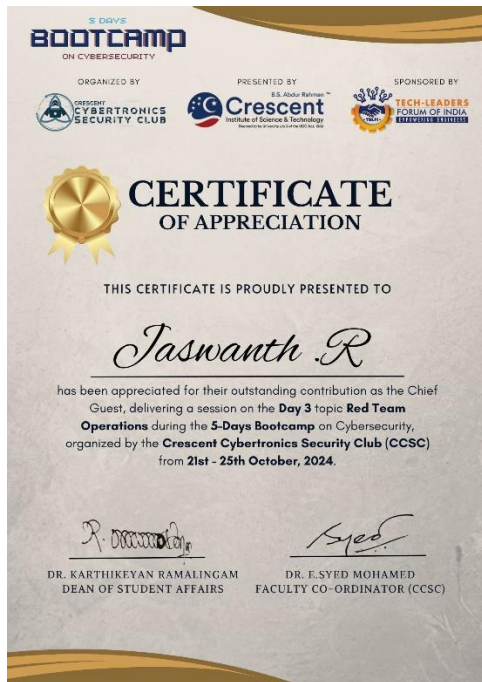 5 DAYS
BOOTCAMP
ON CYBERSECURITY
ORGANIZED BY
PRESENTED BY
SPONSORED BY
CRESCENT
CYBERTRONICS
SECURITY CLUB
B.S. Abdur Rahman
Crescent
Institute of Science & Technology
TECH-LEADERS
FORUM OF INDIA
EMPOWERING ENGINEERS
CERTIFICATE
OF APPRECIATION
THIS CERTIFICATE IS PROUDLY PRESENTED TO
Jaswanth .R
has been appreciated for their outstanding contribution as the Chief
Guest, delivering a session on the Day 3 topic Red Team
Operations during the 5-Days Bootcamp on Cybersecurity,
organized by the Crescent Cybertronics Security Club (CCSC)
from 21st - 25th October, 2024.
Syed
DR. KARTHIKEYAN RAMALINGAM
DEAN OF STUDENT AFFAIRS
DR. E.SYED MOHAMED
FACULTY CO-ORDINATOR (CCSC)